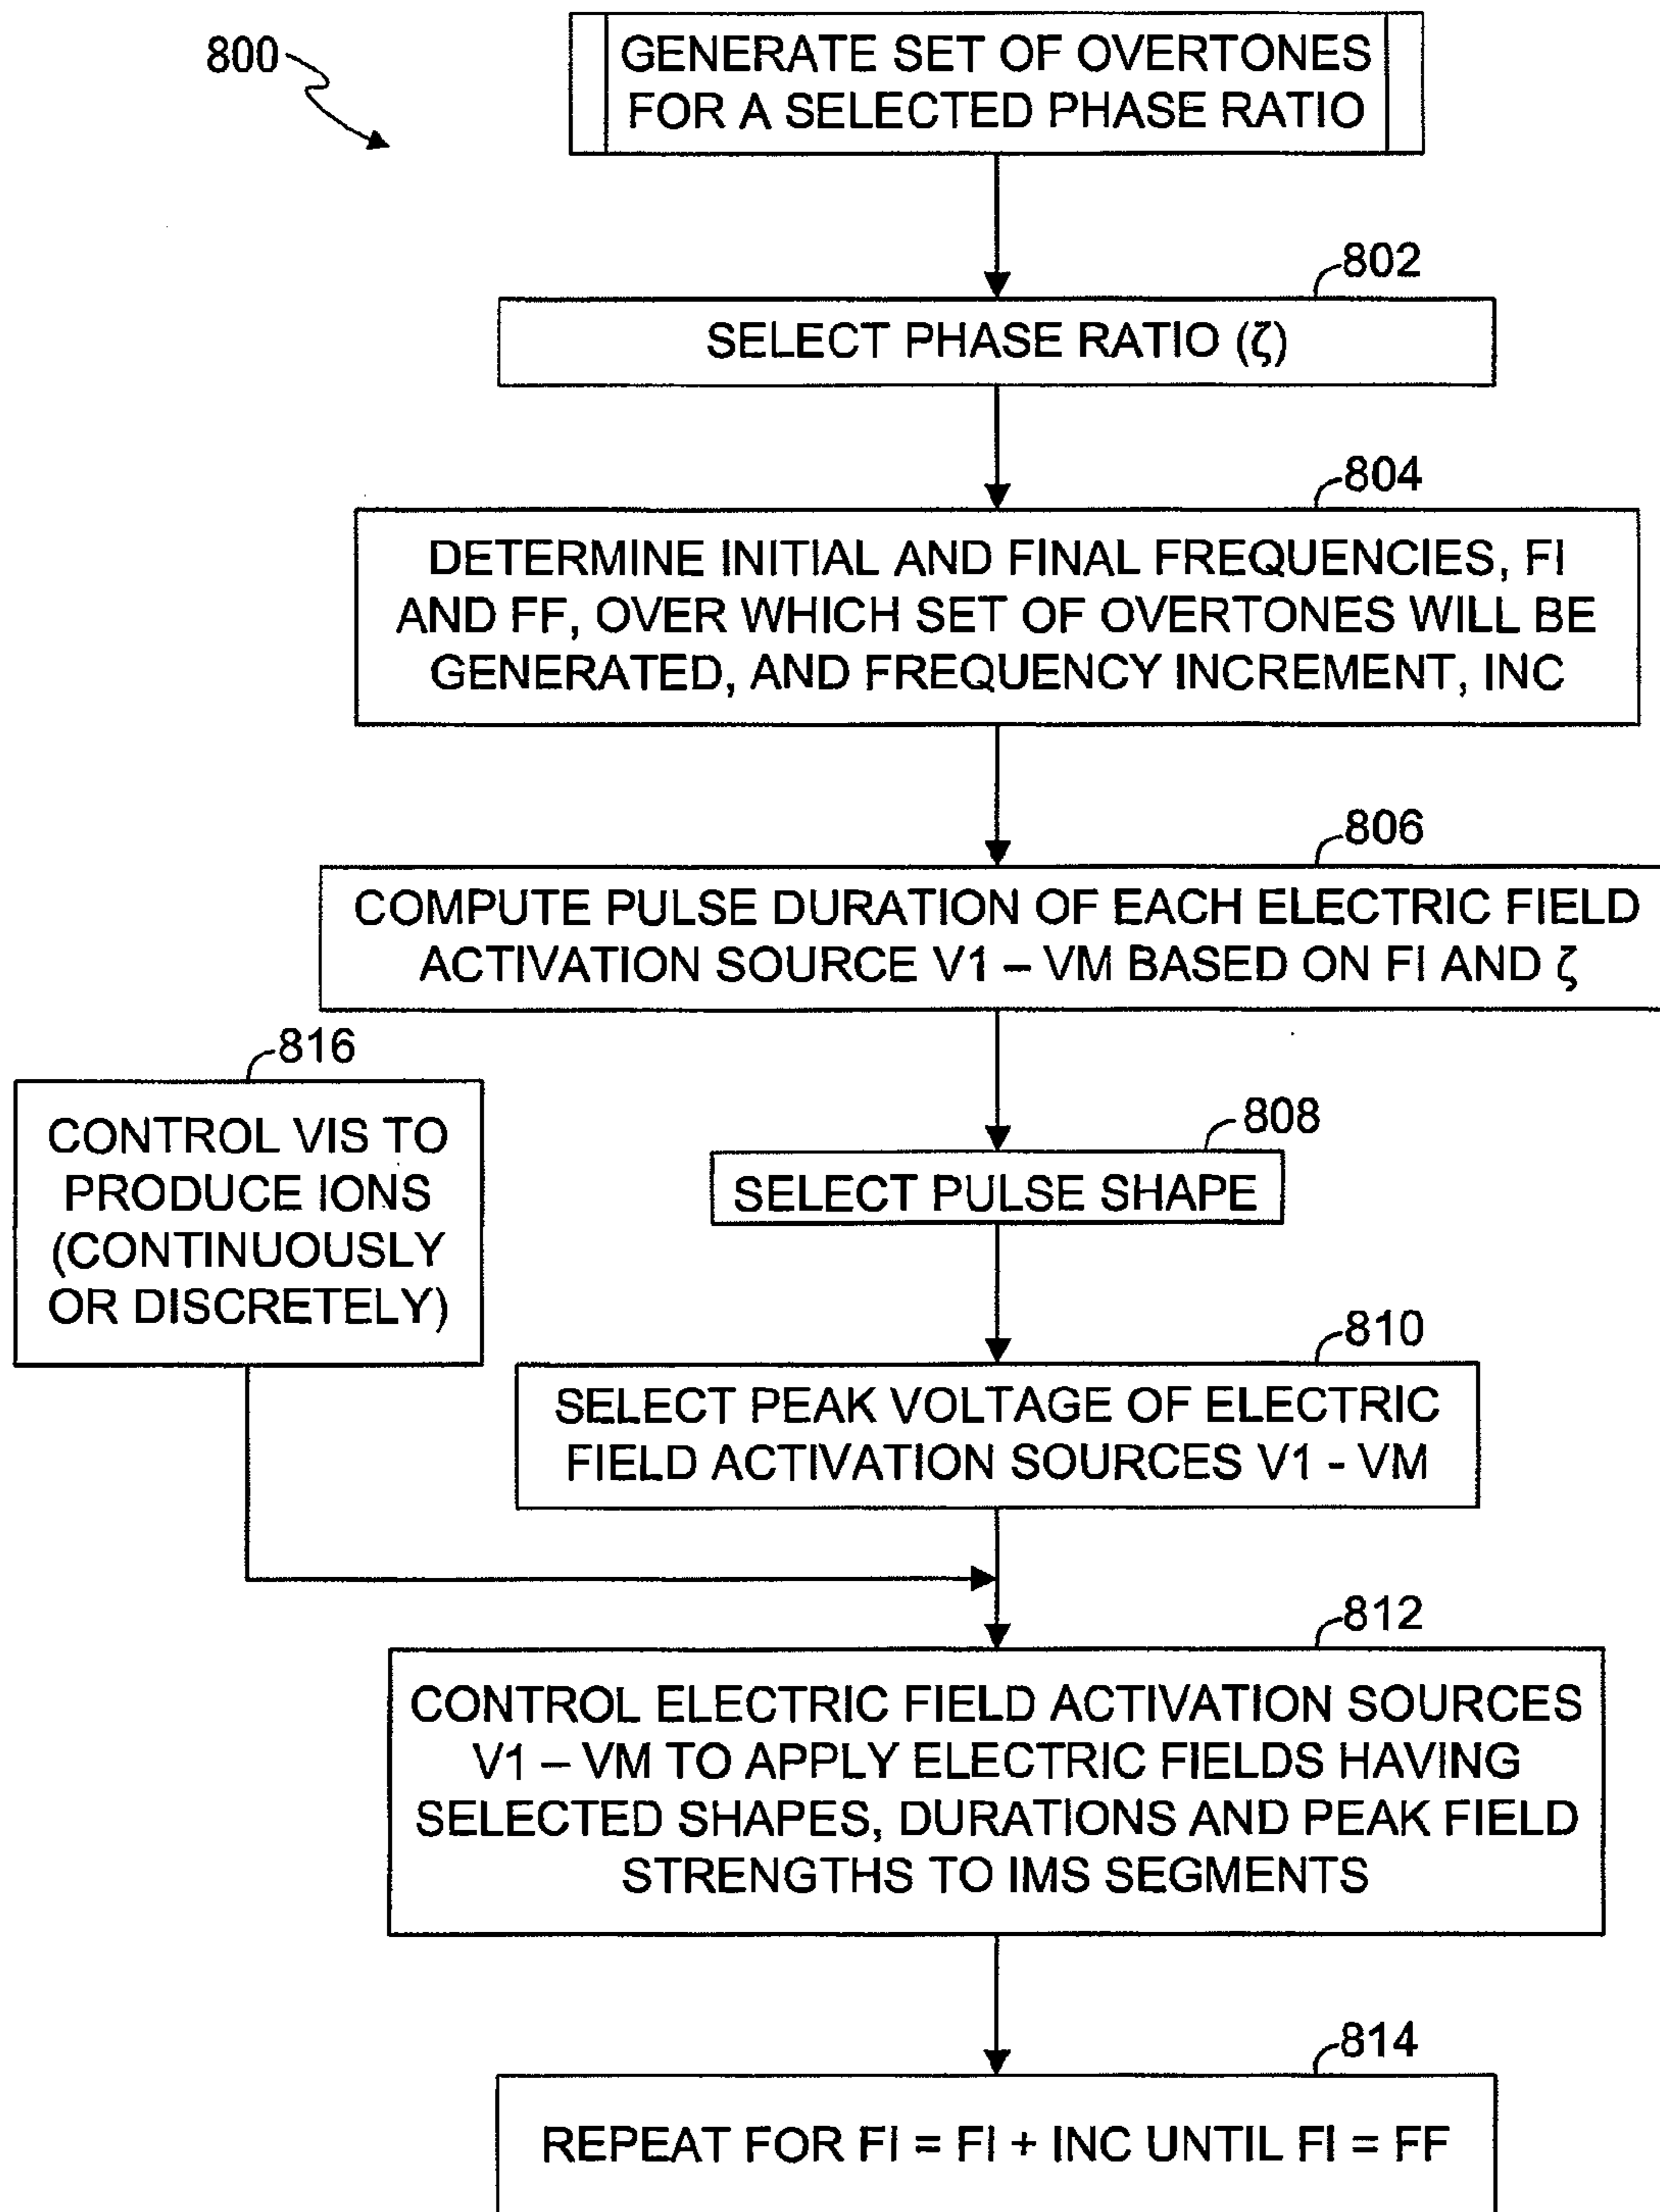 800
GENERATE SET OF OVERTONES
FOR A SELECTED PHASE RATIO
802
SELECT PHASE RATIO (ζ)
804
DETERMINE INITIAL AND FINAL FREQUENCIES, FI
AND FF, OVER WHICH SET OF OVERTONES WILL BE
GENERATED, AND FREQUENCY INCREMENT, INC
806
COMPUTE PULSE DURATION OF EACH ELECTRIC FIELD
ACTIVATION SOURCE V1 – VM BASED ON FI AND ζ
816
CONTROL VIS TO
PRODUCE IONS
(CONTINUOUSLY
OR DISCRETELY)
808
SELECT PULSE SHAPE
810
SELECT PEAK VOLTAGE OF ELECTRIC
FIELD ACTIVATION SOURCES V1 - VM
812
CONTROL ELECTRIC FIELD ACTIVATION SOURCES
V1 – VM TO APPLY ELECTRIC FIELDS HAVING
SELECTED SHAPES, DURATIONS AND PEAK FIELD
STRENGTHS TO IMS SEGMENTS
814
REPEAT FOR FI = FI + INC UNTIL FI = FF